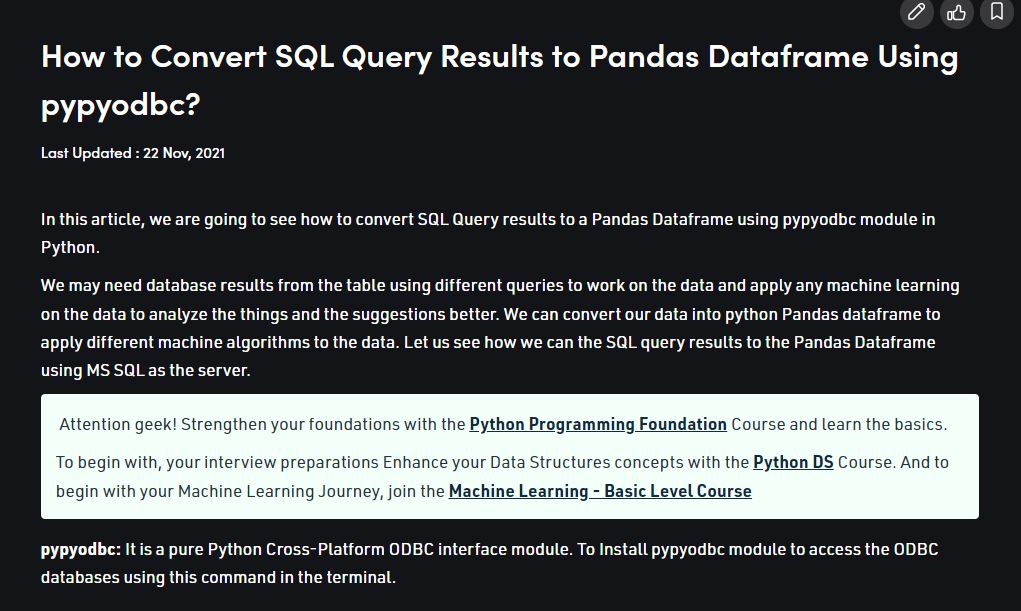 How to Convert SQL Query Results to Pandas Dataframe Using
pypyodbc?
Last Updated : 22 Nov, 2021
In this article, we are going to see how to convert SQL Query results to a Pandas Dataframe using pypyodbc module in
Python.
We may need database results from the table using different queries to work on the data and apply any machine learning
on the data to analyze the things and the suggestions better. We can convert our data into python Pandas dataframe to
apply different machine algorithms to the data. Let us see how we can the SQL query results to the Pandas Dataframe
using MS SQL as the server.
Attention geek! Strengthen your foundations with the Python Programming Foundation Course and learn the basics.
To begin with, your interview preparations Enhance your Data Structures concepts with the Python DS Course. And to
begin with your Machine Learning Journey, join the Machine Learning - Basic Level Course
pypyodbc: It is a pure Python Cross-Platform ODBC interface module. To Install pypyodbc module to access the ODBC
databases using this command in the terminal.